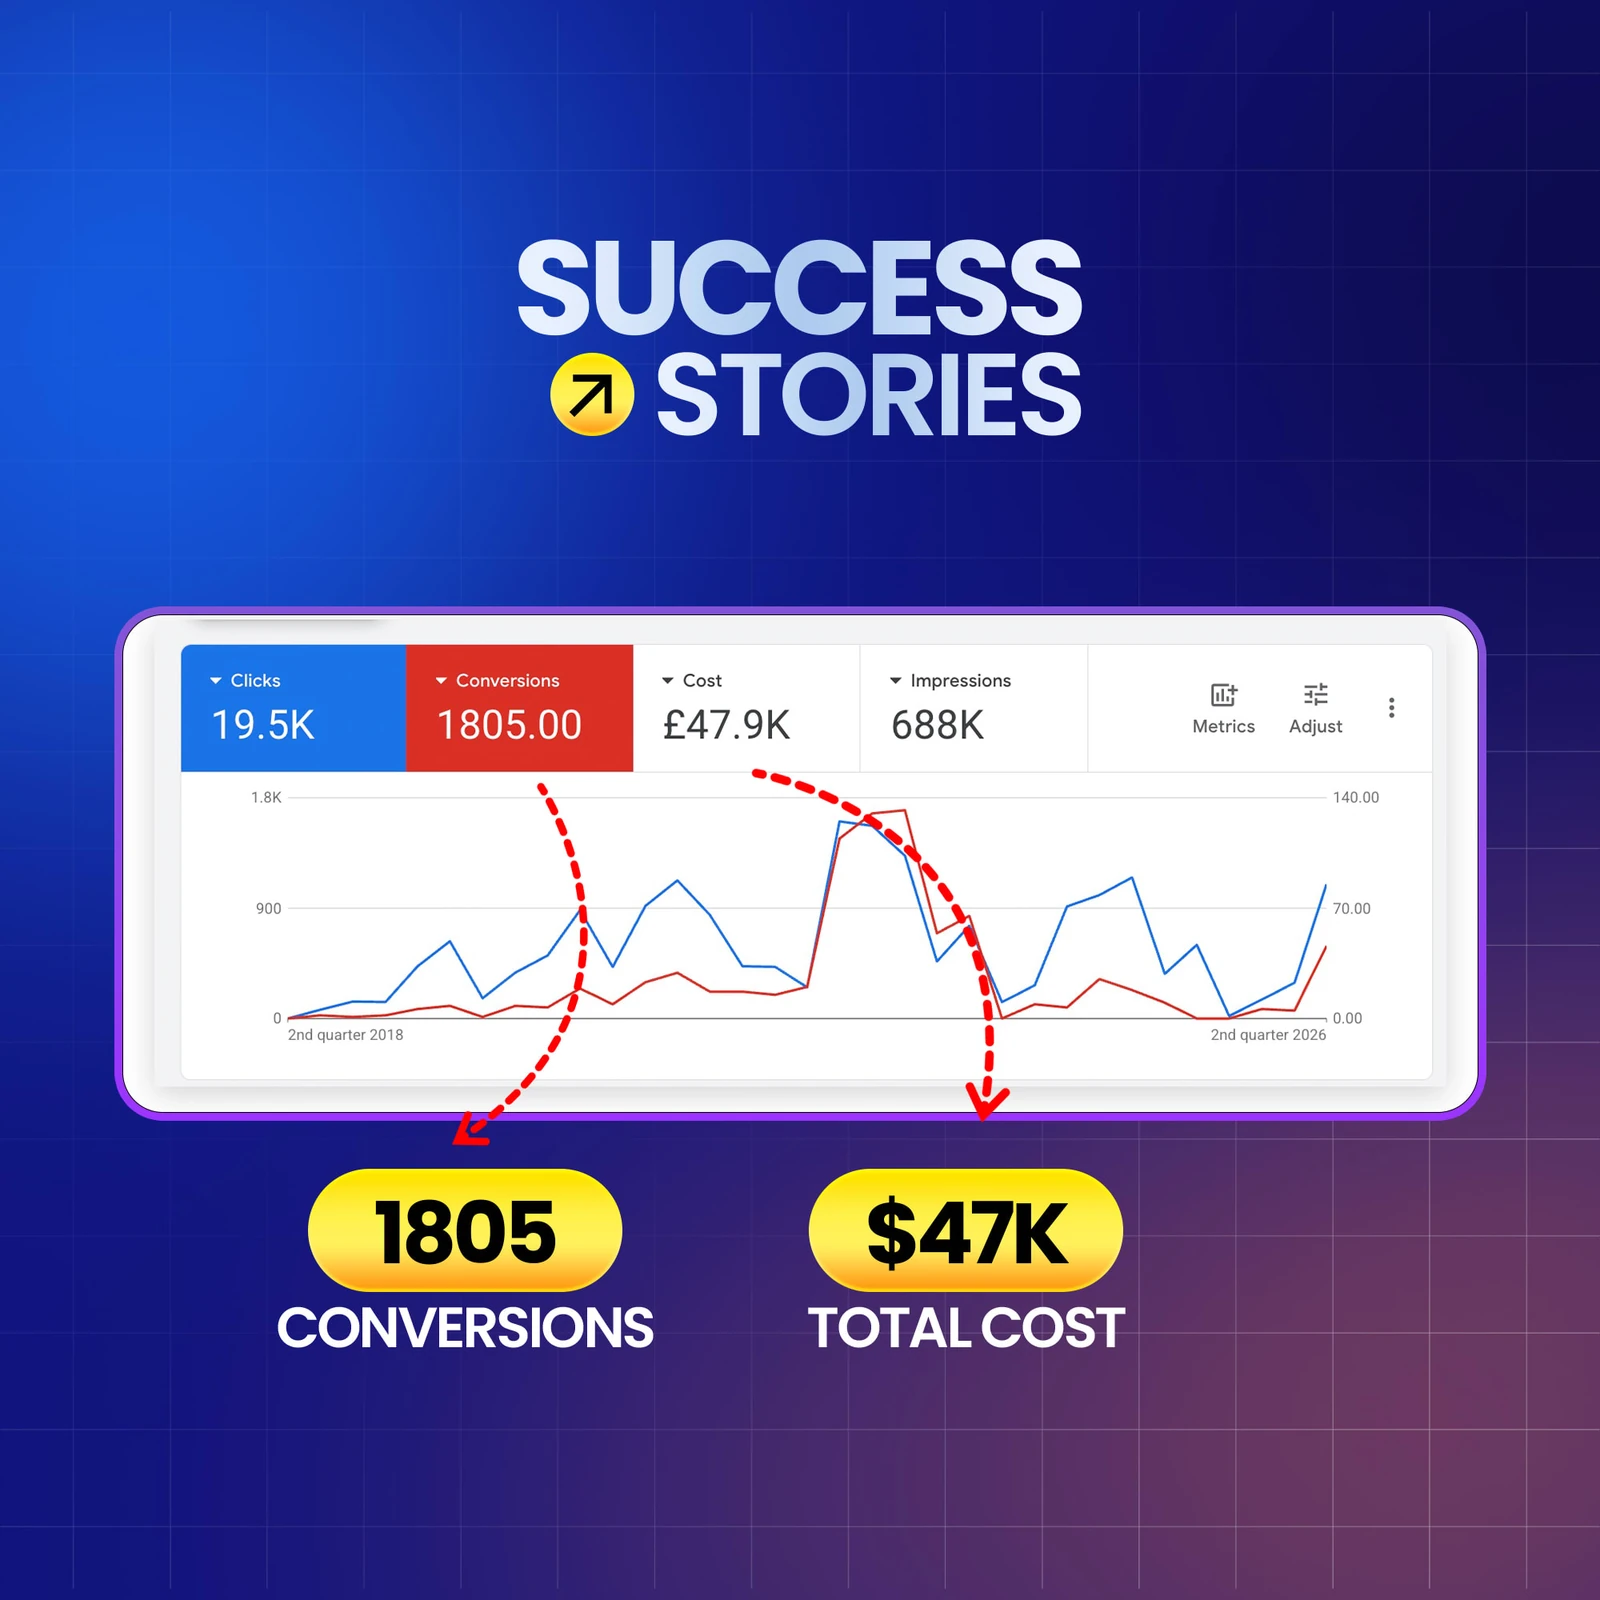 SUCCESS
STORIES
Clicks
19.5K
Conversions
1805.00
Cost
£47.9K
Impressions
688K
Metrics
Adjust
1.8K
140.00
900
70.00
0
0.00
2nd quarter 2018
2nd quarter 2026
1805
CONVERSIONS
$47K
TOTAL COST